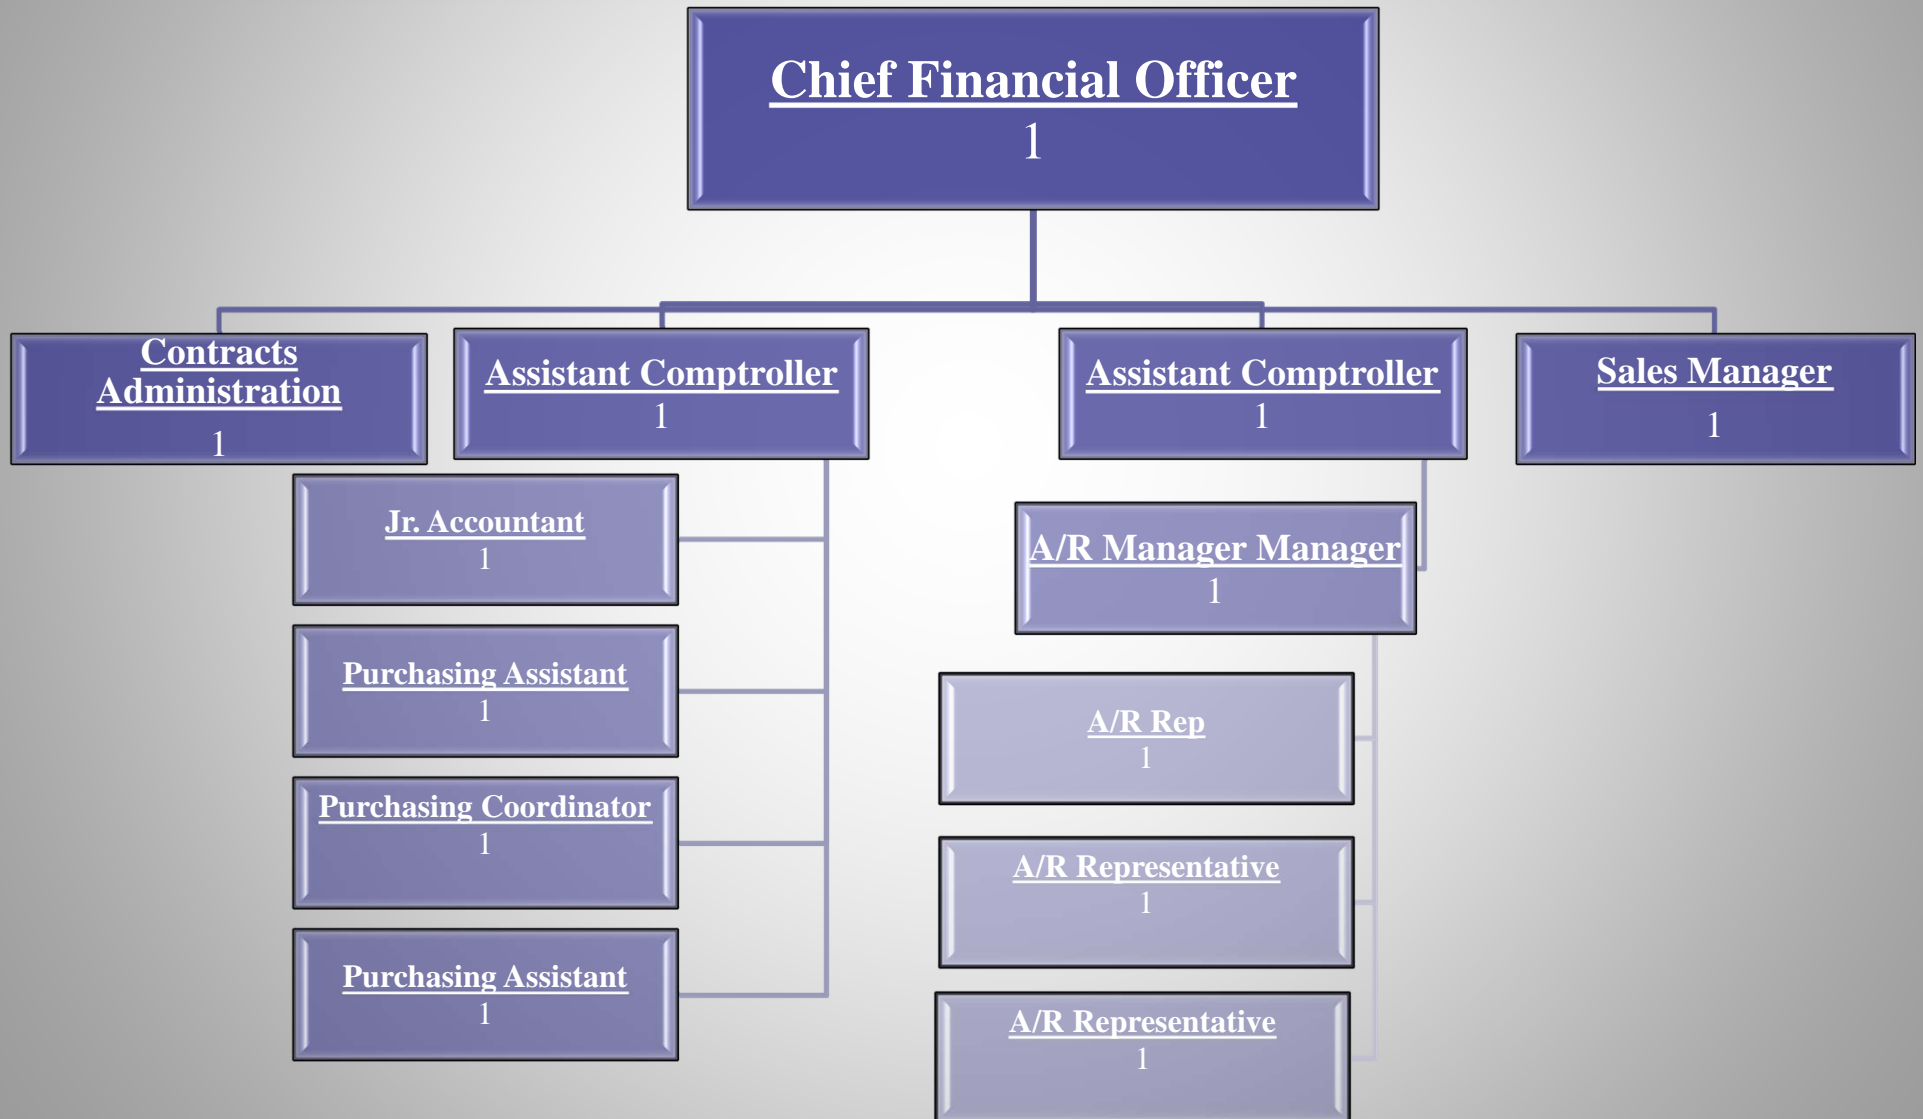 Chief Financial Officer
1
Contracts
Administration
1
Assistant Comptroller
1
Assistant Comptroller
1
Sales Manager
1
Jr. Accountant
1
Purchasing Assistant
1
Purchasing Coordinator
1
Purchasing Assistant
1
A/R Manager Manager
1
A/R Rep
1
A/R Representative
1
A/R Representative
1